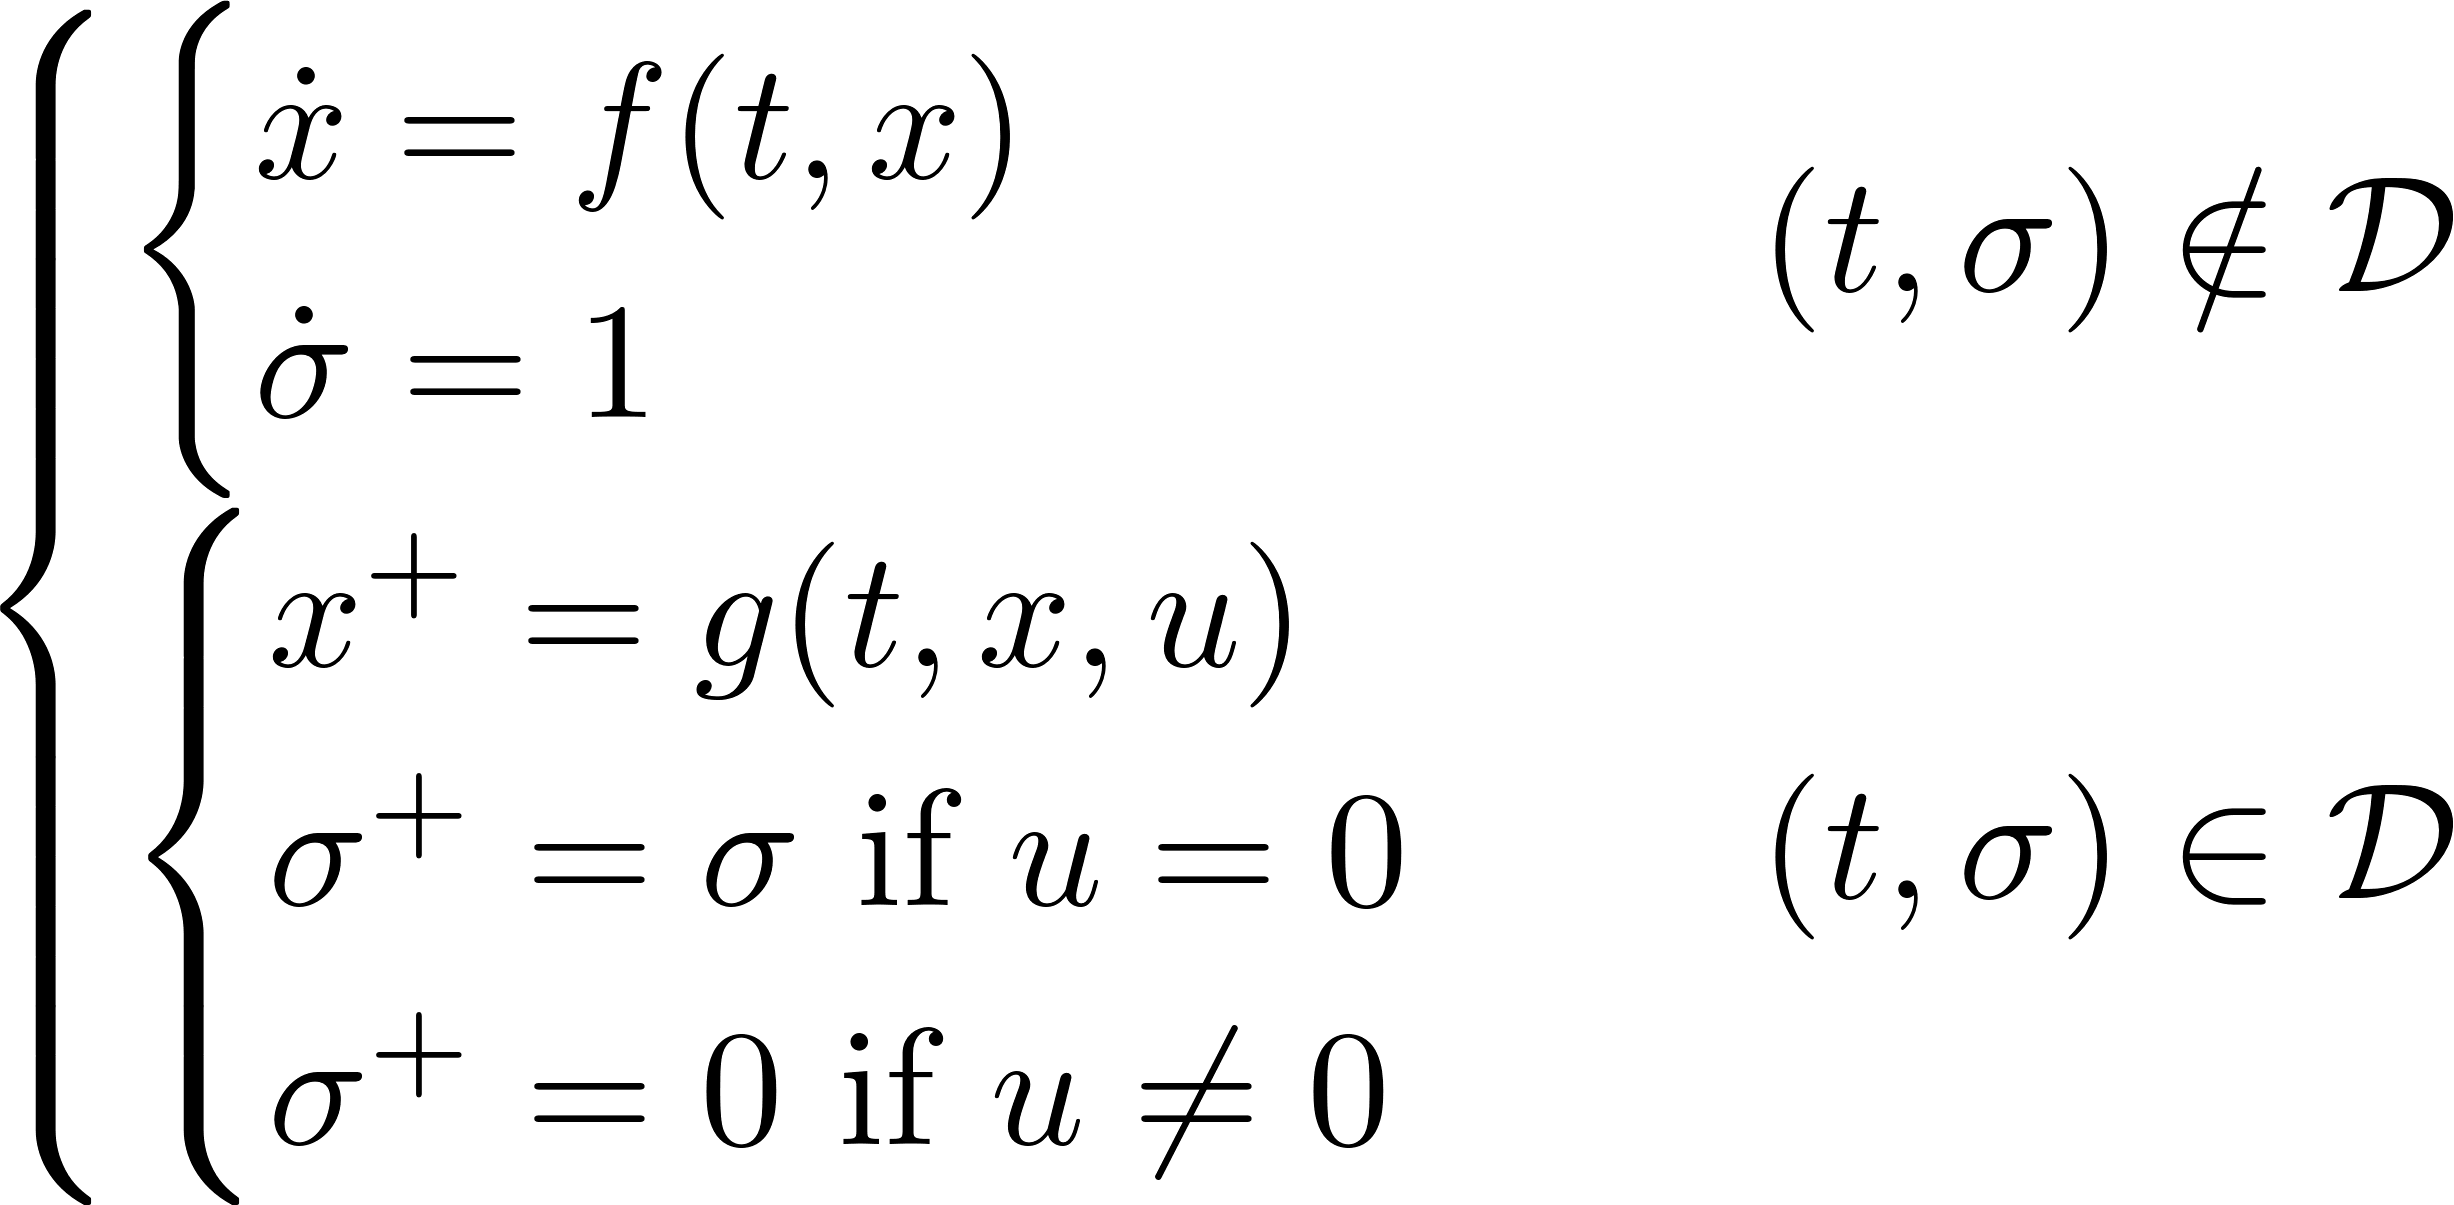 ẋ = f(t, x)
(t, σ) ∉ 𝒟
σ̇ = 1
x⁺ = g(t, x, u)
σ⁺ = σ if u = 0
(t, σ) ∈ 𝒟
σ⁺ = 0 if u ≠ 0